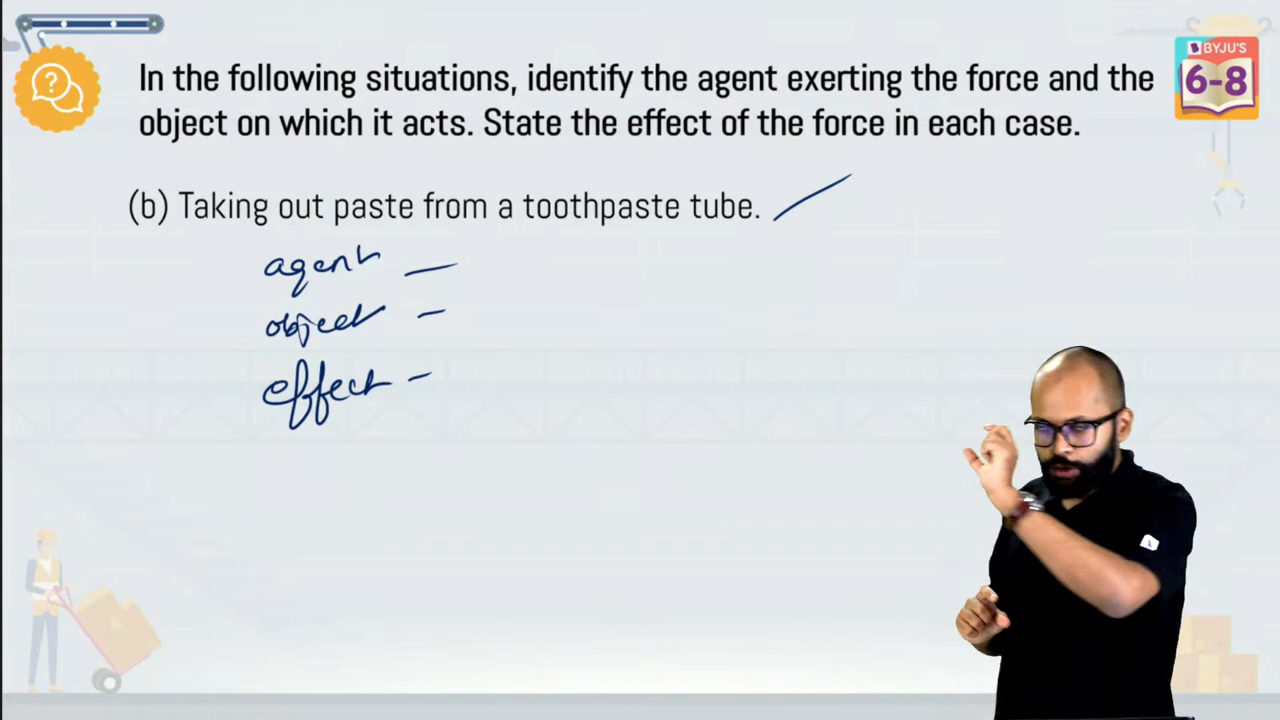 BYJU'S
6-8
In the following situations, identify the agent exerting the force and the
object on which it acts. State the effect of the force in each case.
(b) Taking out paste from a toothpaste tube.
agent —
object —
effect —